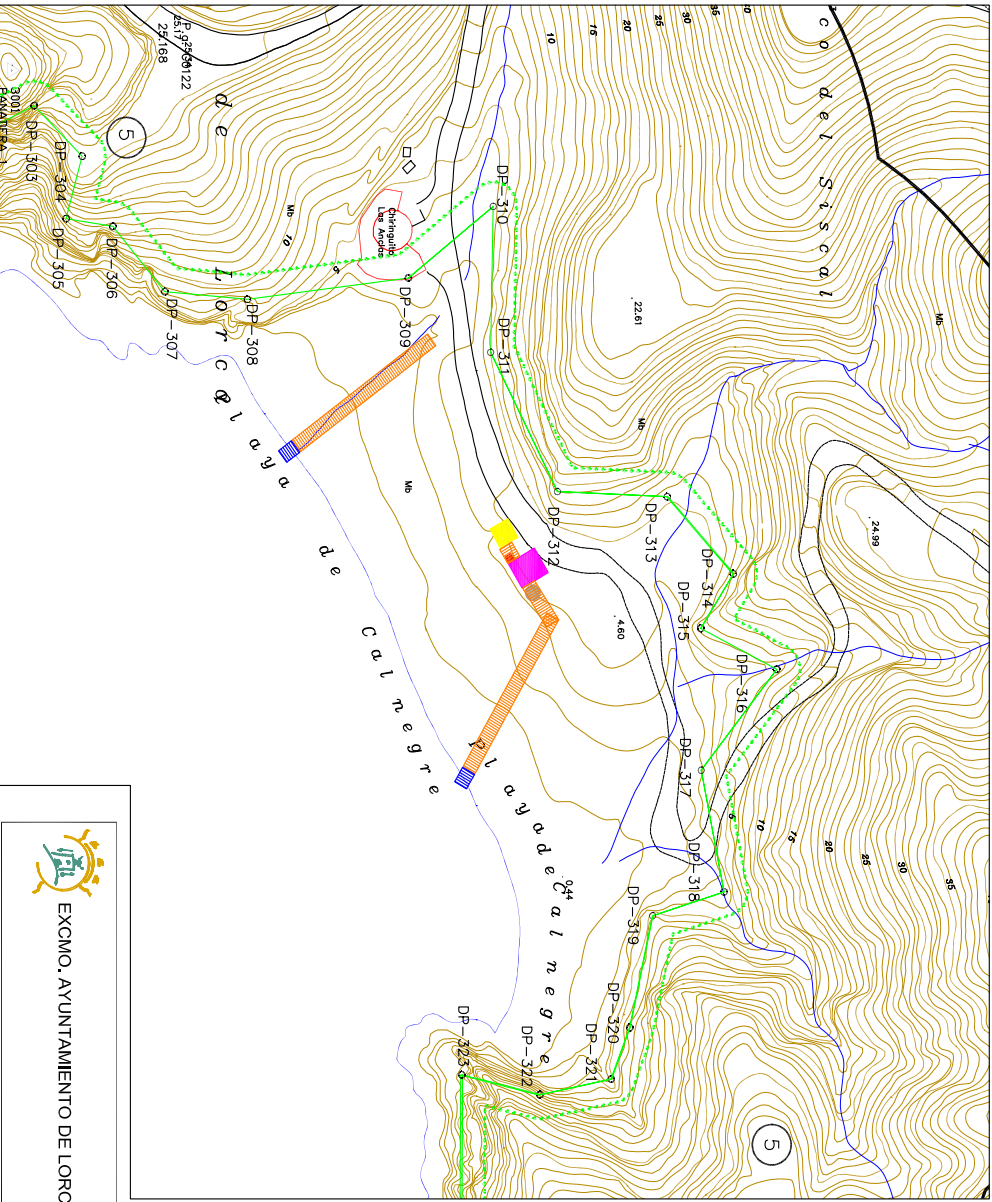 co del Siscal
de Lorca
Playa de Calnegre
Playa de Calnegre
Chiringuito
Las Ancias
DP-303
DP-304
DP-305
DP-306
DP-307
DP-308
DP-309
DP-310
DP-311
DP-312
DP-313
DP-314
DP-315
DP-316
DP-317
DP-318
DP-319
DP-320
DP-321
DP-322
DP-323
5
5
Mb
Mb
Mb
Mb
22.61
24.99
4.60
0.44
25.168
25.17
3001
10
15
20
25
30
35
5
10
15
20
25
30
35
5
10
EXCMO. AYUNTAMIENTO DE LORC